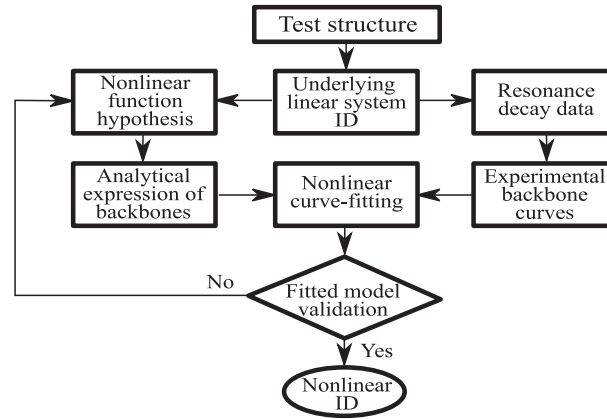 Test structure
Nonlinear
function
hypothesis
Underlying
linear system
ID
Resonance
decay data
Analytical
expression of
backbones
Nonlinear
curve-fitting
Experimental
backbone
curves
No
Fitted model
validation
Yes
Nonlinear
ID